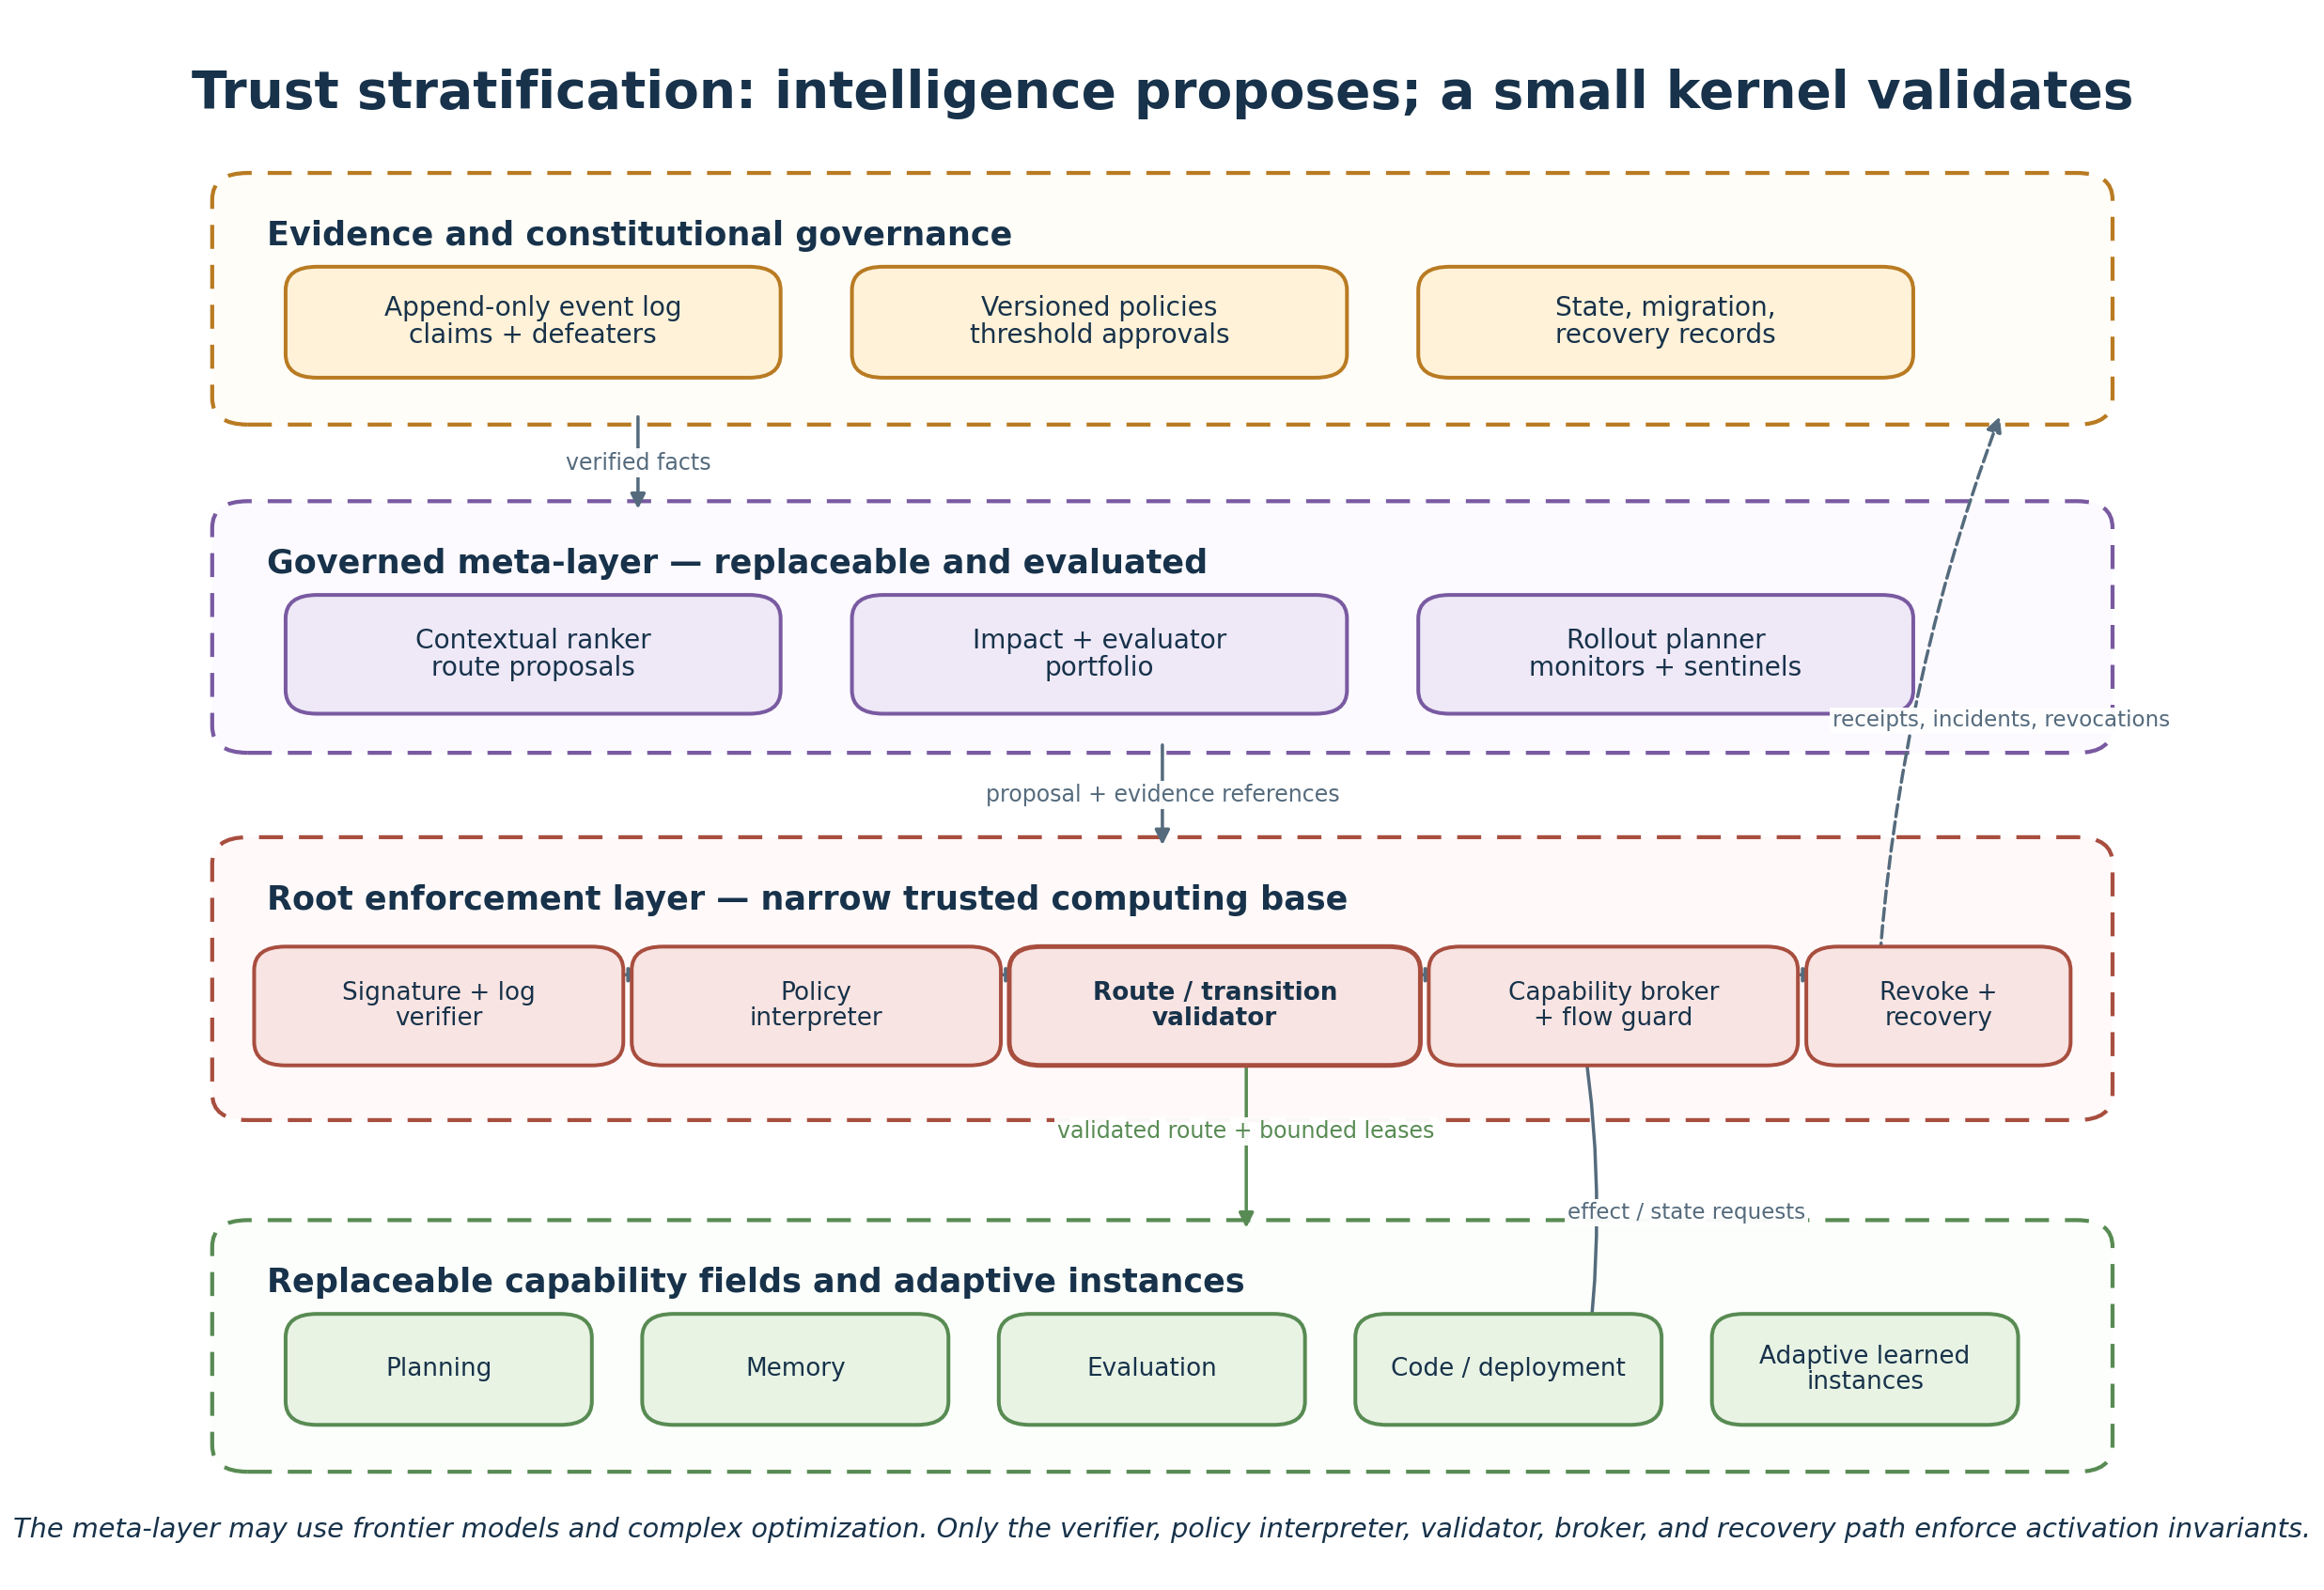 Trust stratification: intelligence proposes; a small kernel validates
Evidence and constitutional governance
Append-only event log
claims + defeaters
Versioned policies
threshold approvals
State, migration,
recovery records
verified facts
Governed meta-layer — replaceable and evaluated
Contextual ranker
route proposals
Impact + evaluator
portfolio
Rollout planner
monitors + sentinels
receipts, incidents, revocations
proposal + evidence references
Root enforcement layer — narrow trusted computing base
Signature + log
verifier
Policy
interpreter
Route / transition
validator
Capability broker
+ flow guard
Revoke +
recovery
validated route + bounded leases
effect / state requests
Replaceable capability fields and adaptive instances
Planning
Memory
Evaluation
Code / deployment
Adaptive learned
instances
The meta-layer may use frontier models and complex optimization. Only the verifier, policy interpreter, validator, broker, and recovery path enforce activation invariants.